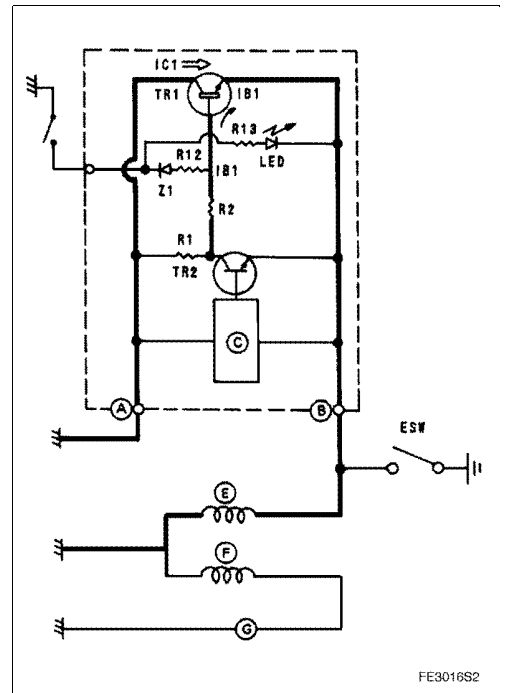 IC1
TR1 IB1
R13
LED
R12 IB1
Z1
R2
R1
TR2
C
A B
ESW
E
F
G
FE3016S2